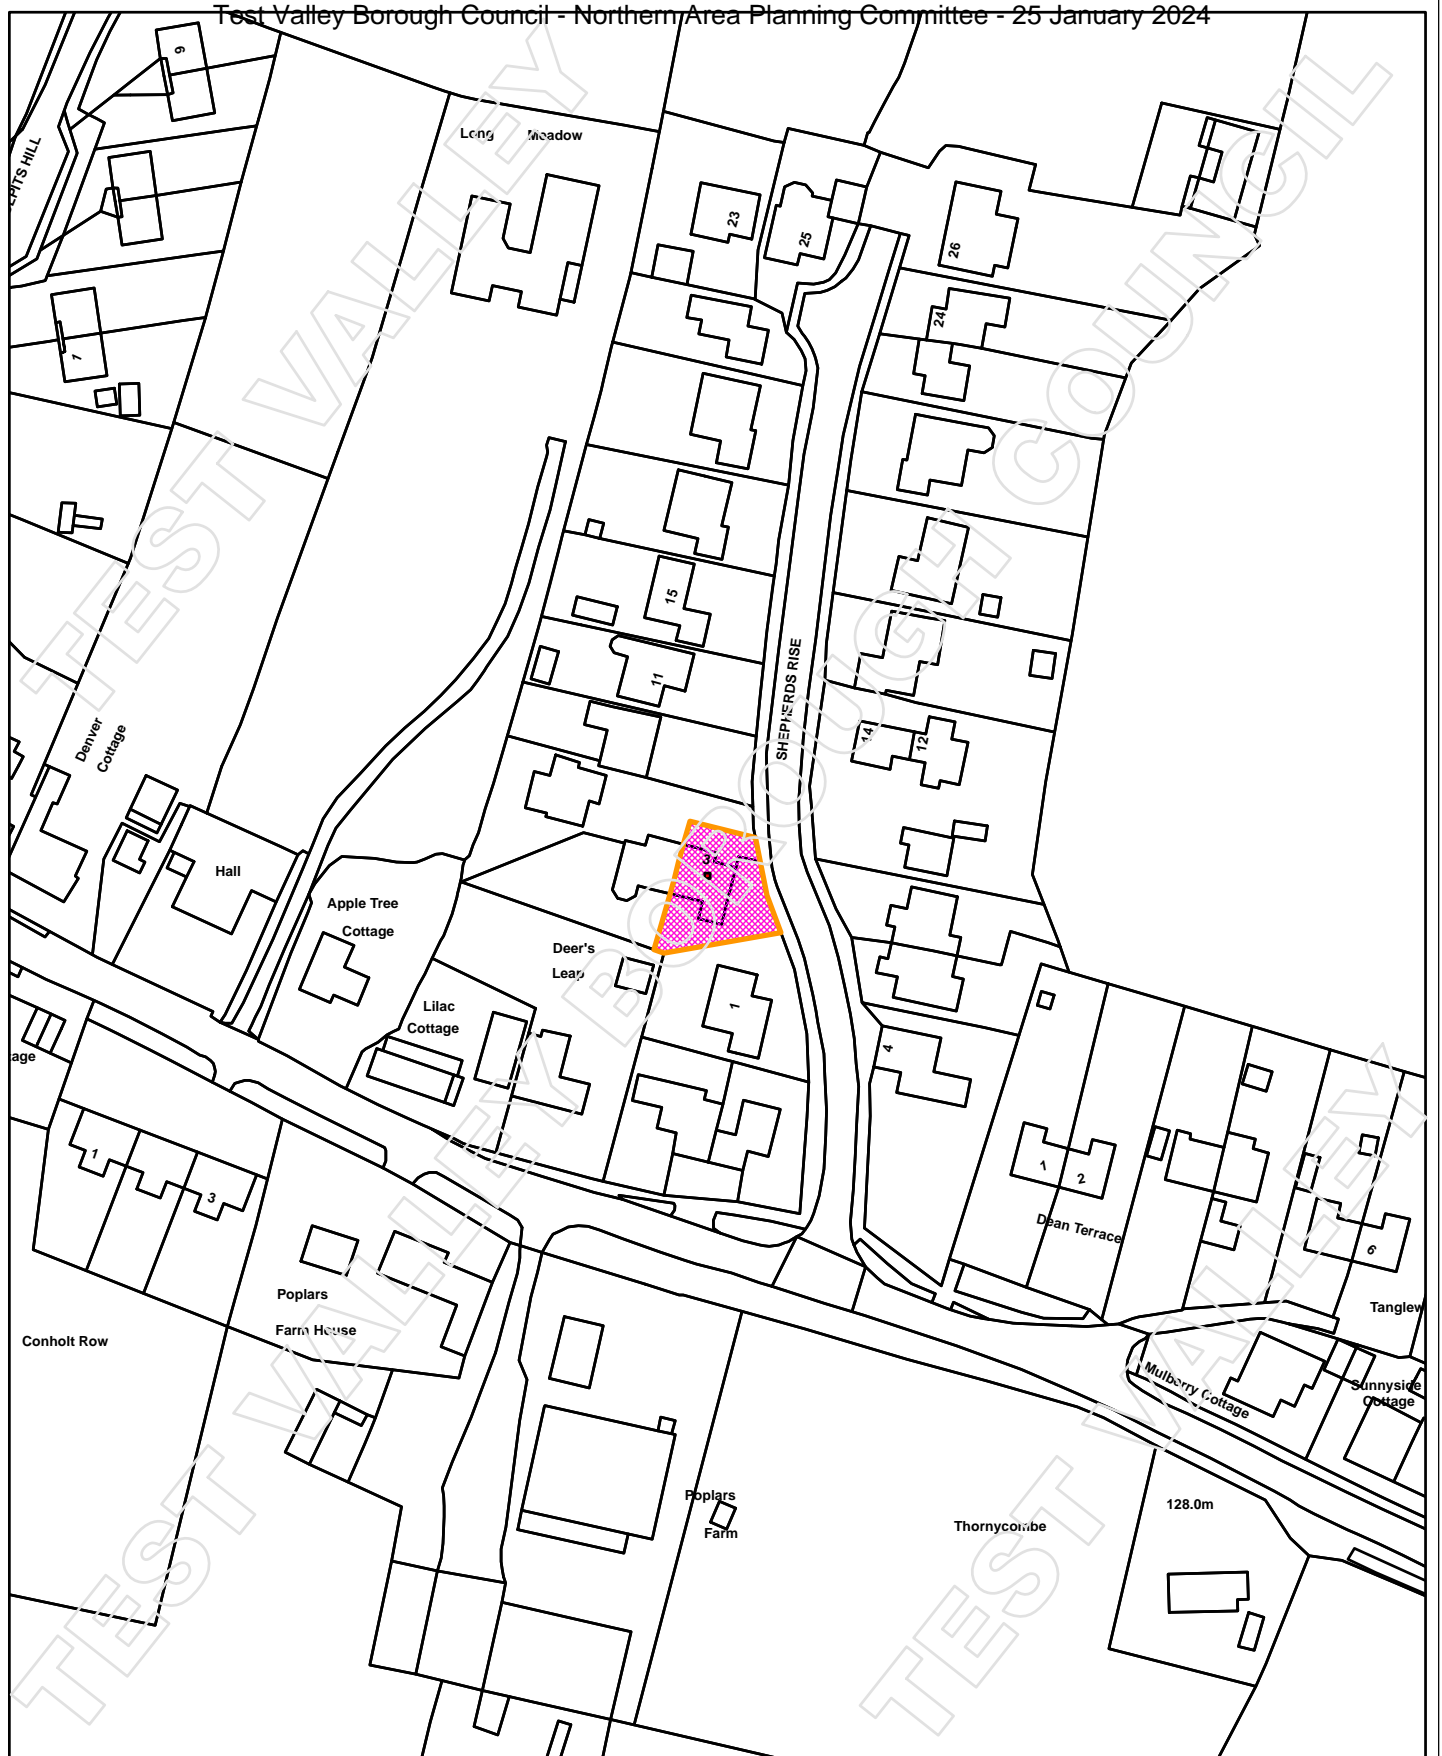 Test Valley Borough Council - Northern Area Planning Committee - 25 January 2024
9
Long Meadow
23
25
26
24
1
15
11
SHEPHERDS RISE
14
12
Denver
Cottage
Hall
3
Apple Tree
Cottage
Deer's
Leap
Lilac
Cottage
1
4
1
3
1
2
Dean Terrace
6
Poplars
Farm House
Conholt Row
Mulberry Cottage
Sunnyside
Cottage
Poplars
Farm
Thornycombe
128.0m
TEST VALLEY BOROUGH COUNCIL
TEST VALLEY
TEST VALLEY